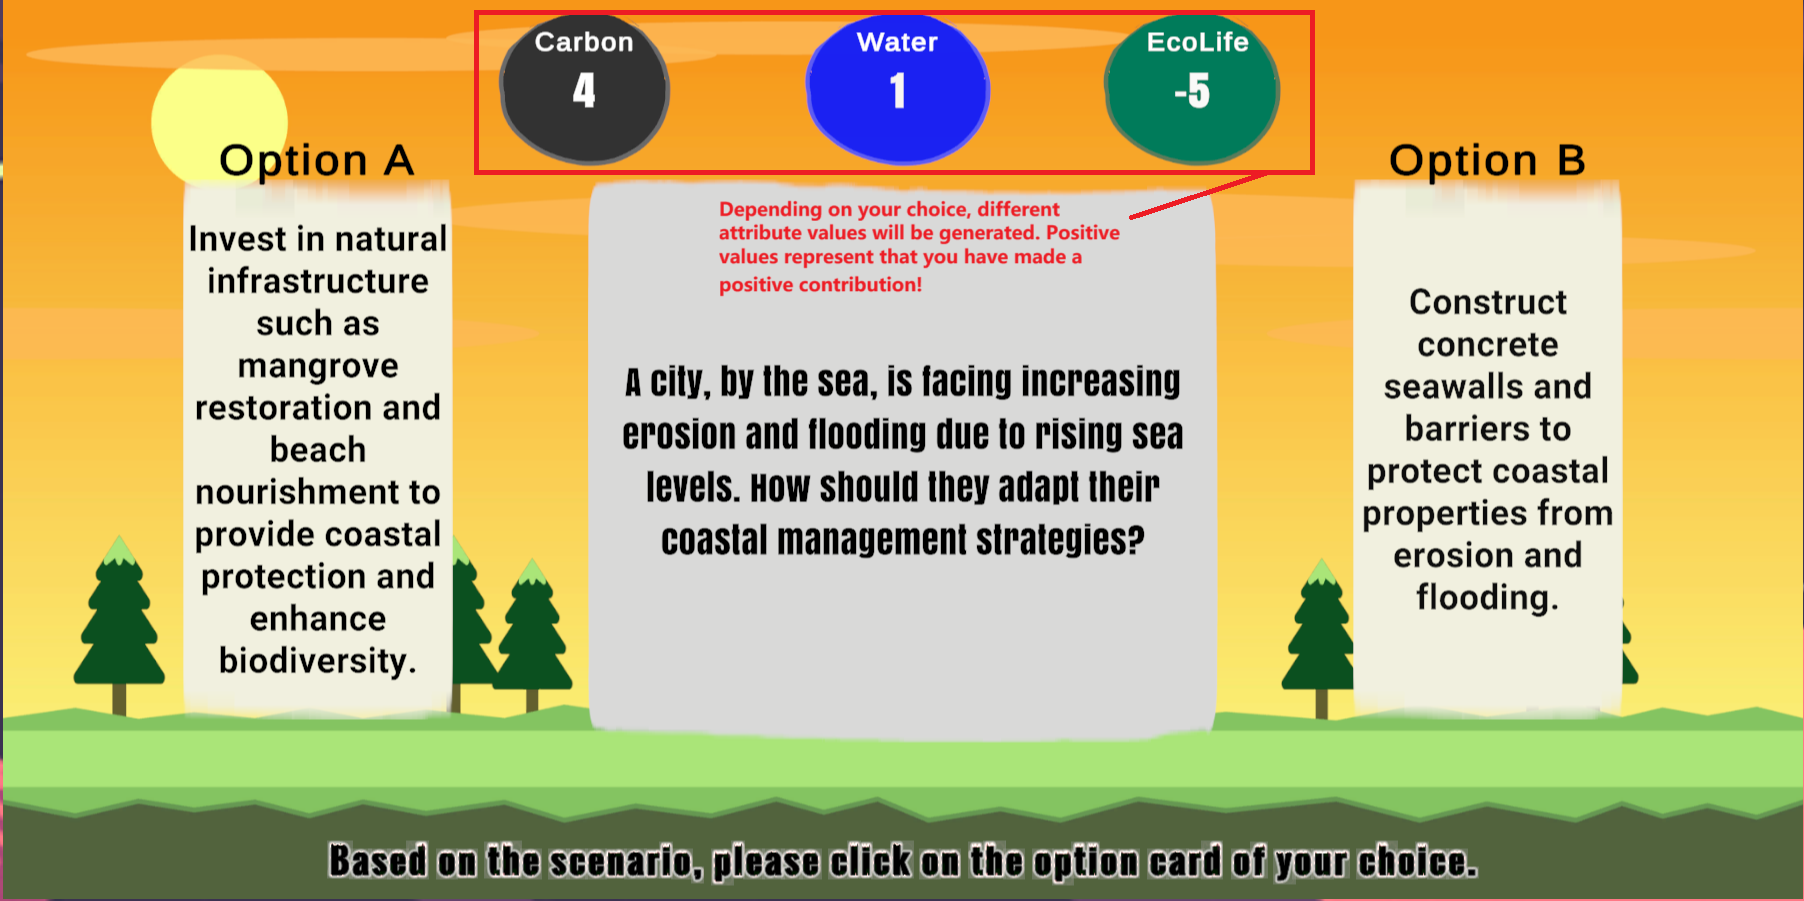 Carbon
4
Water
1
EcoLife
-5
Option A
Invest in natural
infrastructure
such as
mangrove
restoration and
beach
nourishment to
provide coastal
protection and
enhance
biodiversity.
Depending on your choice, different
attribute values will be generated. Positive
values represent that you have made a
positive contribution!
A city, by the sea, is facing increasing
erosion and flooding due to rising sea
levels. How should they adapt their
coastal management strategies?
Option B
Construct
concrete
seawalls and
barriers to
protect coastal
properties from
erosion and
flooding.
Based on the scenario, please click on the option card of your choice.